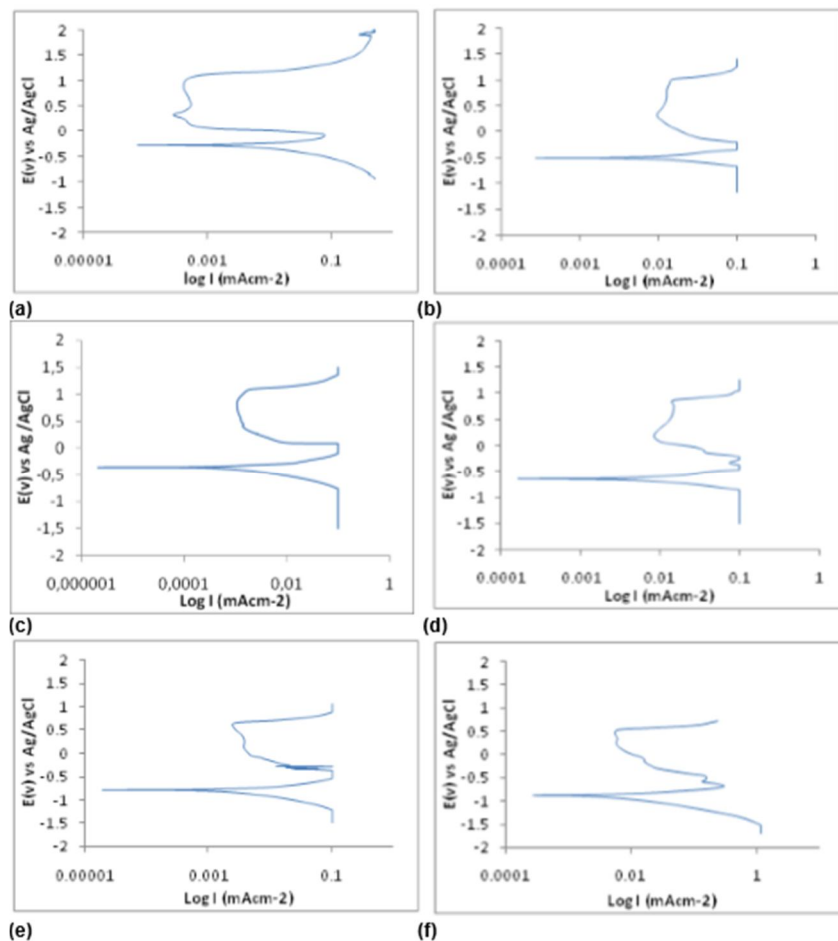 E(v) vs Ag/AgCl
2
1.5
1
0.5
0
-0.5
-1
-1.5
-2
0.00001 0.001 0.1
log I (mAcm-2)
(a)
E(v) vs Ag/AgCl
2
1.5
1
0.5
0
-0.5
-1
-1.5
-2
0.0001 0.001 0.01 0.1 1
Log I (mAcm-2)
(b)
E(v) vs Ag /AgCl
2
1,5
1
0,5
0
-0,5
-1
-1,5
-2
0,000001 0,0001 0,01 1
Log I (mAcm-2)
(c)
E(v) vs Ag/AgCl
2
1.5
1
0.5
0
-0.5
-1
-1.5
-2
0.0001 0.001 0.01 0.1 1
Log I (mAcm-2)
(d)
E(v) vs Ag/AgCl
2
1.5
1
0.5
0
-0.5
-1
-1.5
-2
0.00001 0.001 0.1
Log I (mAcm-2)
(e)
E(v) vs Ag/AgCl
2
1.5
1
0.5
0
-0.5
-1
-1.5
-2
0.0001 0.01 1
Log I (mAcm-2)
(f)